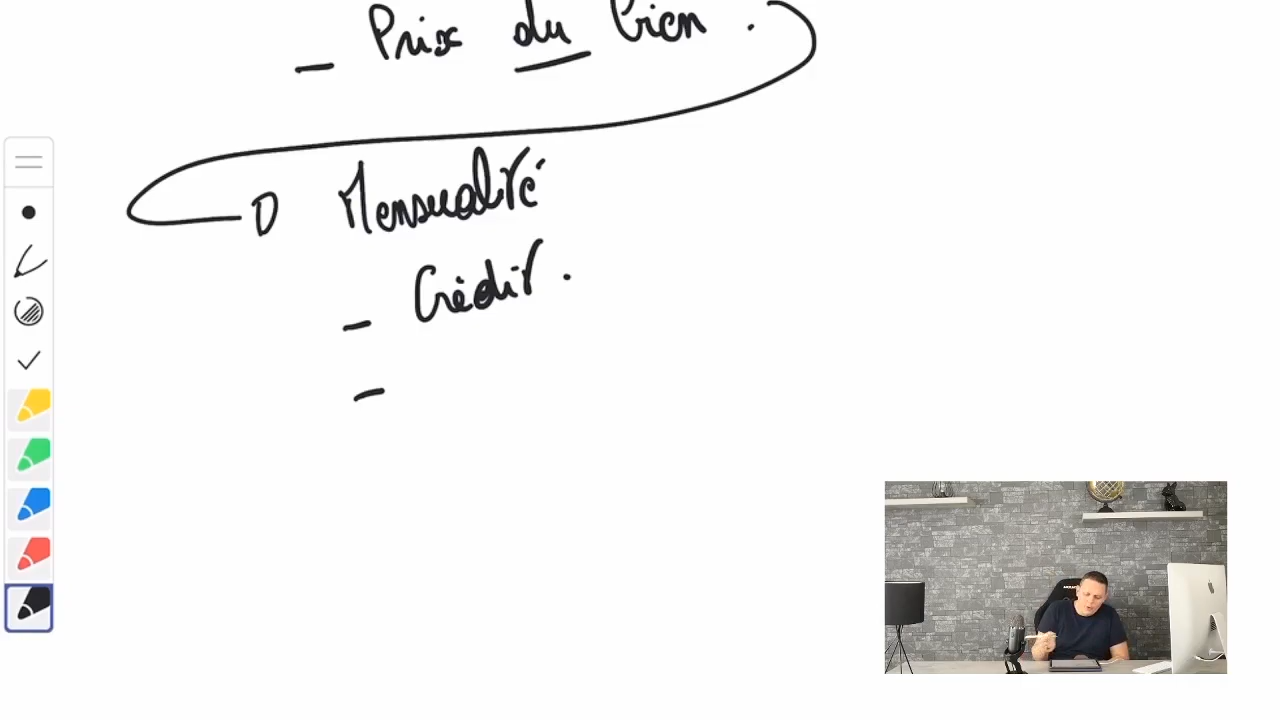 - Prix du bien.
D Mensualité
- Crédit.
-